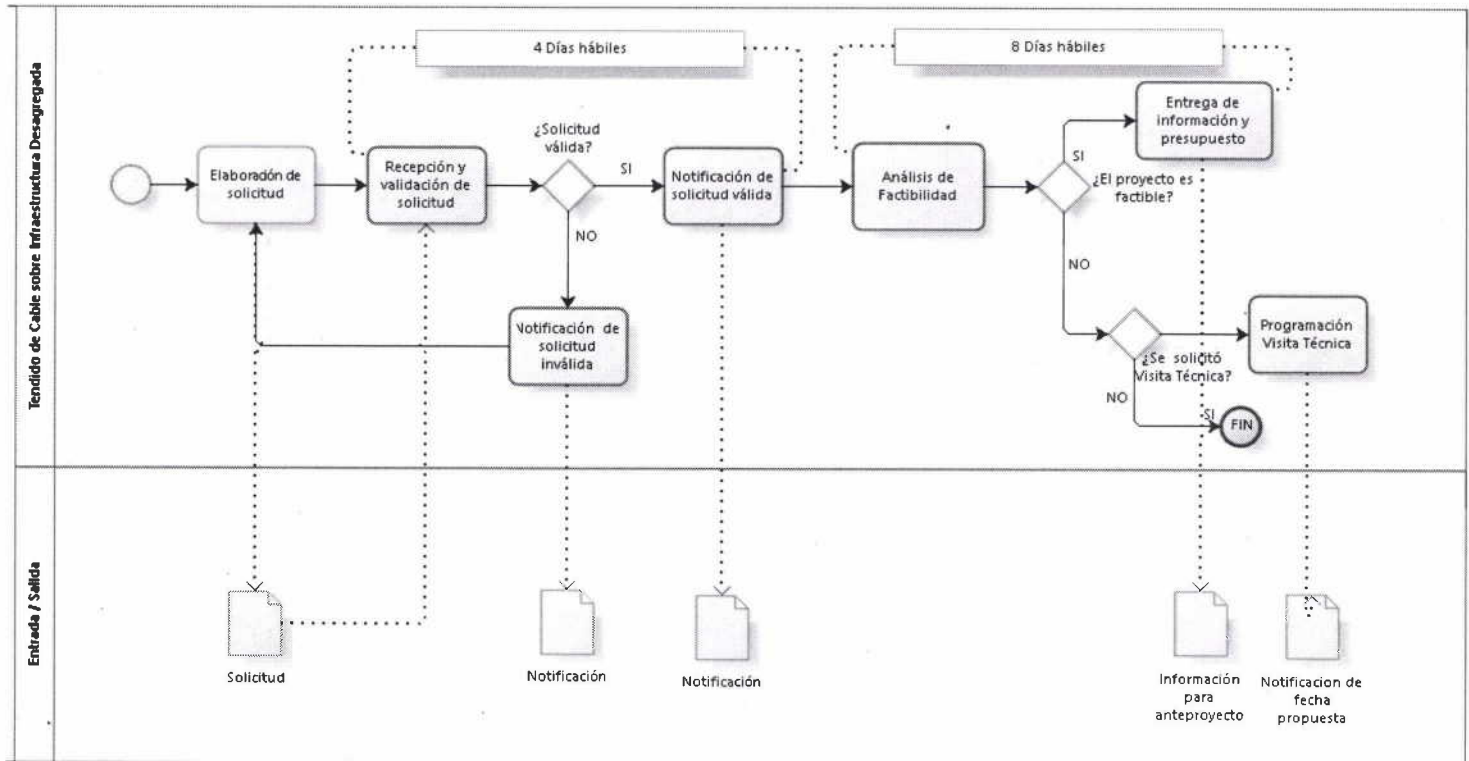 Tendido de Cable sobre Infraestructura Desagregada
4 Días hábiles
8 Días hábiles
Elaboración de
solicitud
Recepción y
validación de
solicitud
¿Solicitud
válida?
SI
NO
Notificación de
solicitud válida
Notificación de
solicitud
inválida
Análisis de
Factibilidad
SI
¿El proyecto es
factible?
NO
Entrega de
información y
presupuesto
¿Se solicitó
Visita Técnica?
NO
SI
FIN
Programación
Visita Técnica
Entrada / Salida
Solicitud
Notificación
Notificación
Información
para
anteproyecto
Notificacion de
fecha
propuesta